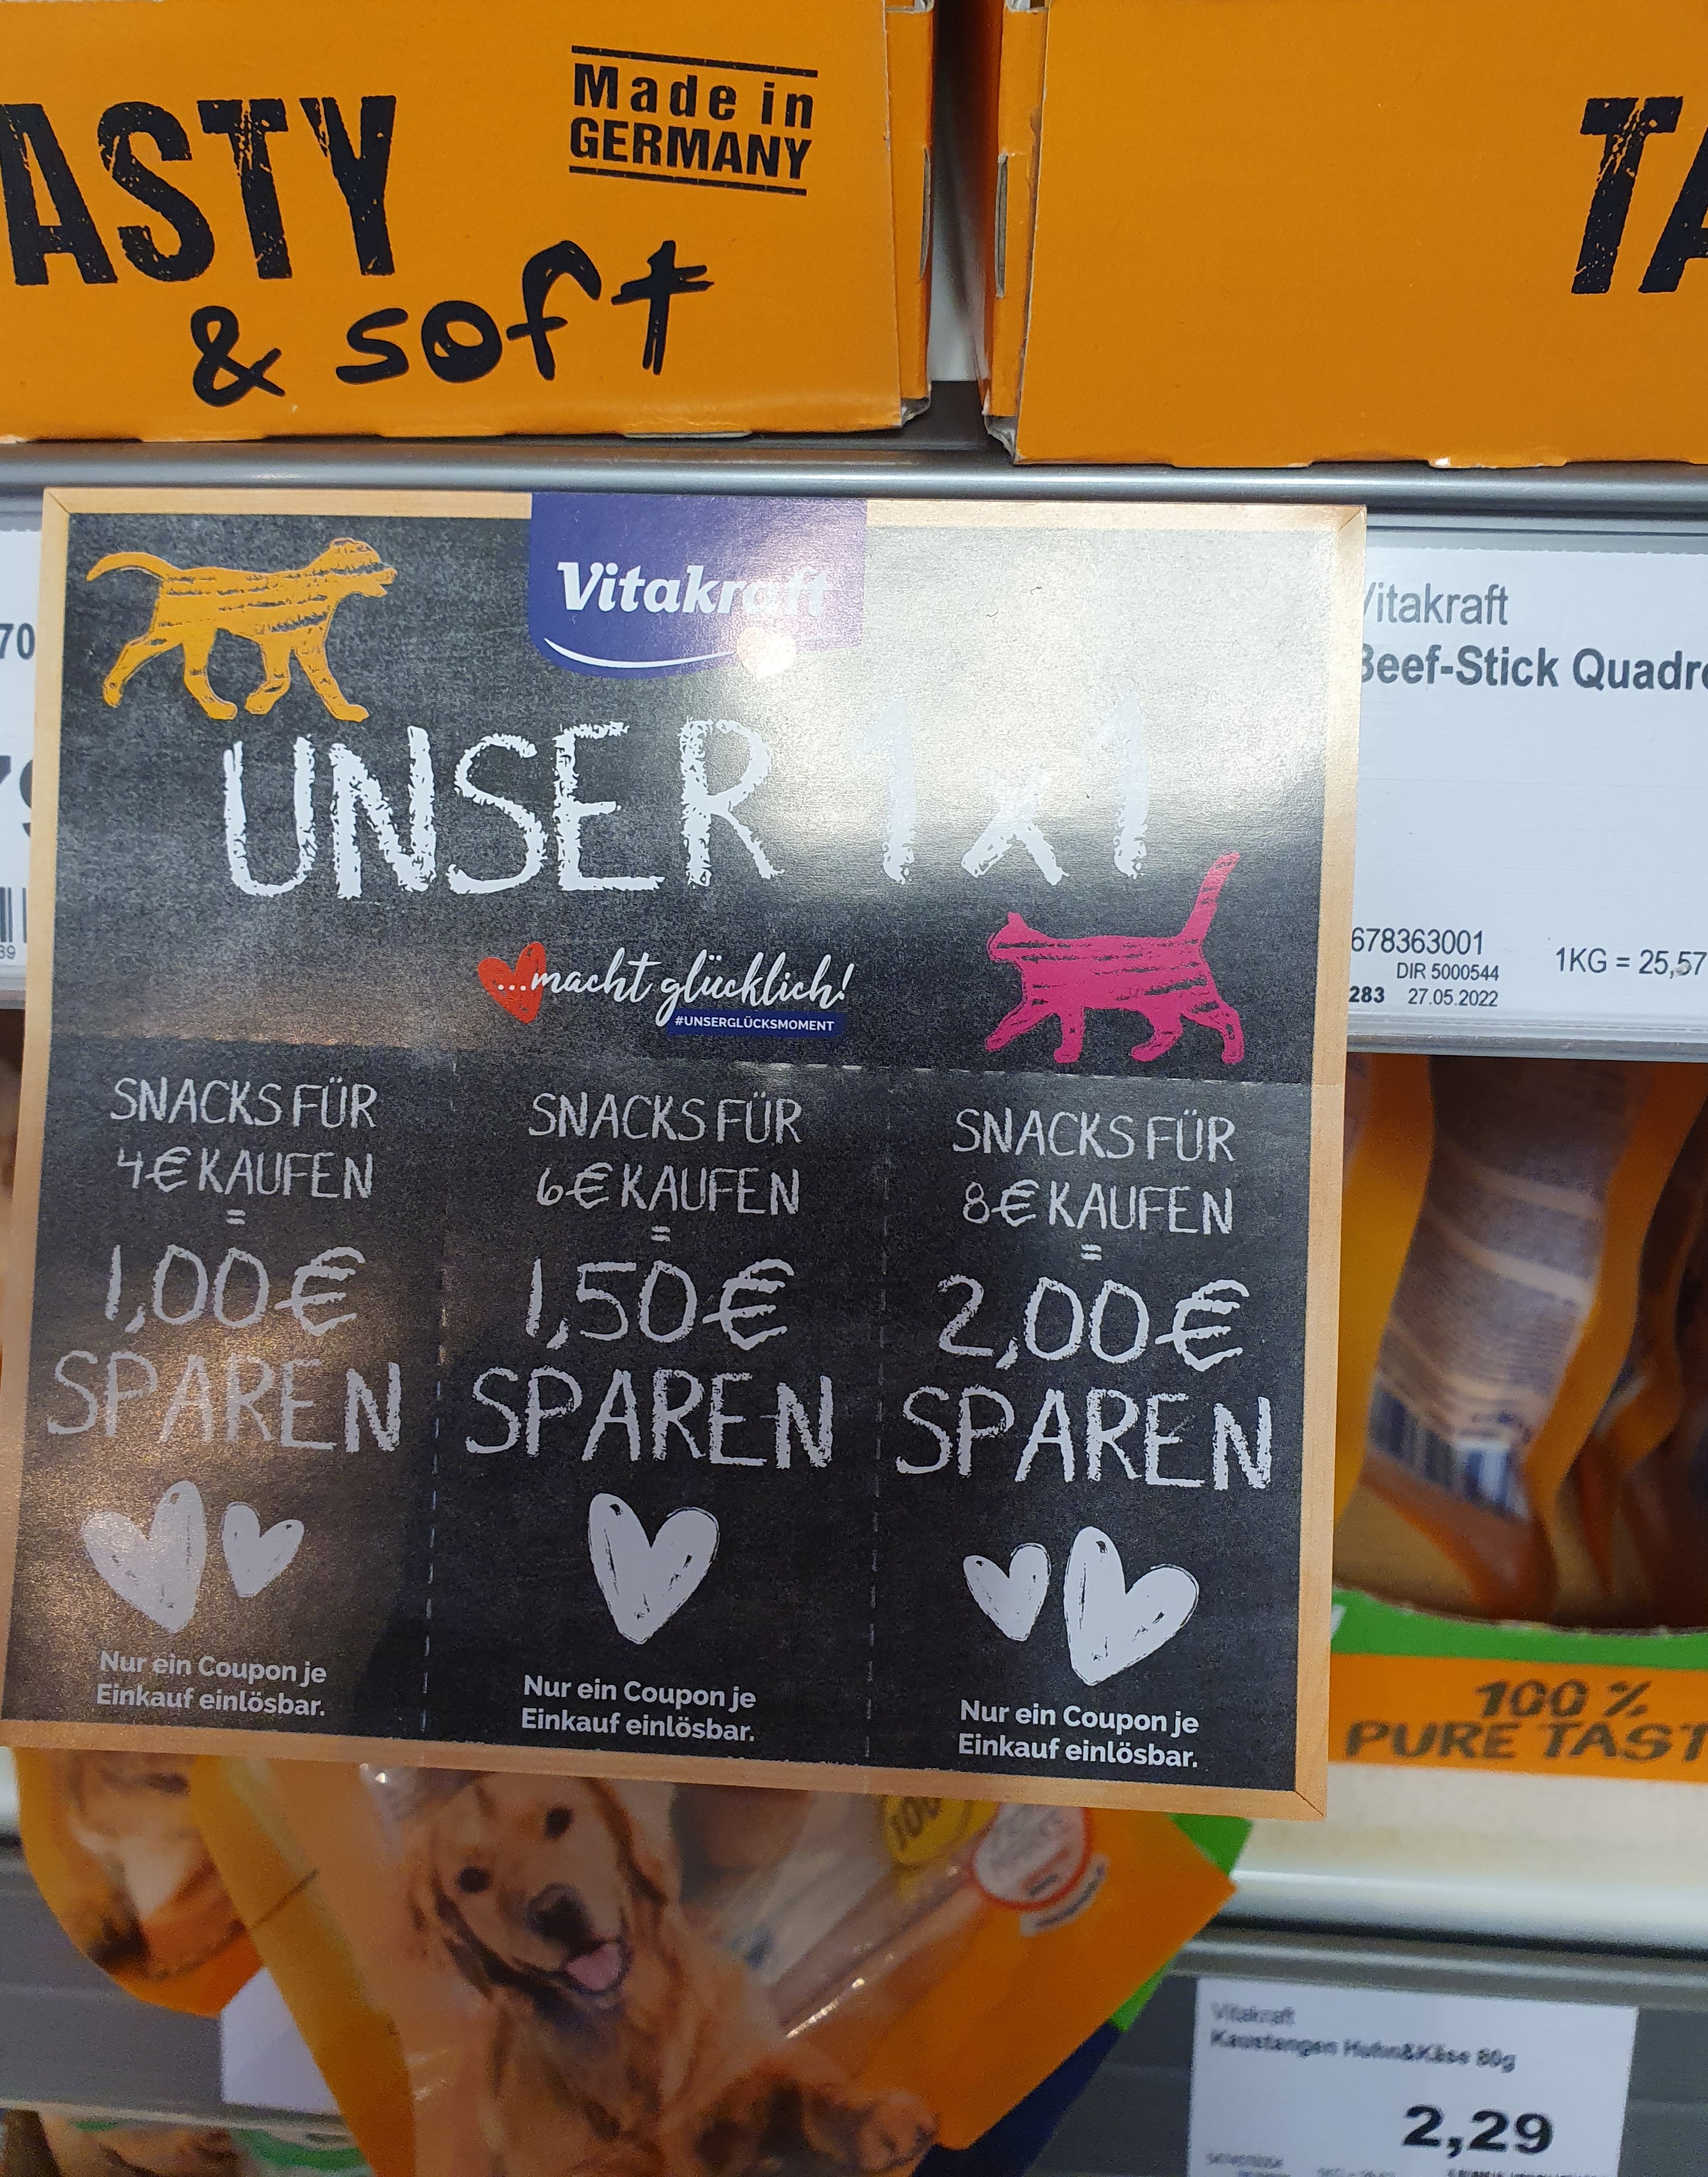 ASTY
& soft
Made in
GERMANY
TA
Vitakraft
UNSER 1x1
...macht glücklich!
#UNSERGLÜCKSMOMENT
SNACKS FÜR
4€ KAUFEN
=
1,00€
SPAREN
Nur ein Coupon je
Einkauf einlösbar.
SNACKS FÜR
6€ KAUFEN
=
1,50€
SPAREN
Nur ein Coupon je
Einkauf einlösbar.
SNACKS FÜR
8€ KAUFEN
=
2,00€
SPAREN
Nur ein Coupon je
Einkauf einlösbar.
70
39
Vitakraft
Beef-Stick Quadro
678363001
DIR 5000544
1KG = 25,57
283 27.05.2022
100 %
PURE TAST
100
Vitakraft
Kaustangen Huhn&Käse 80g
2,29